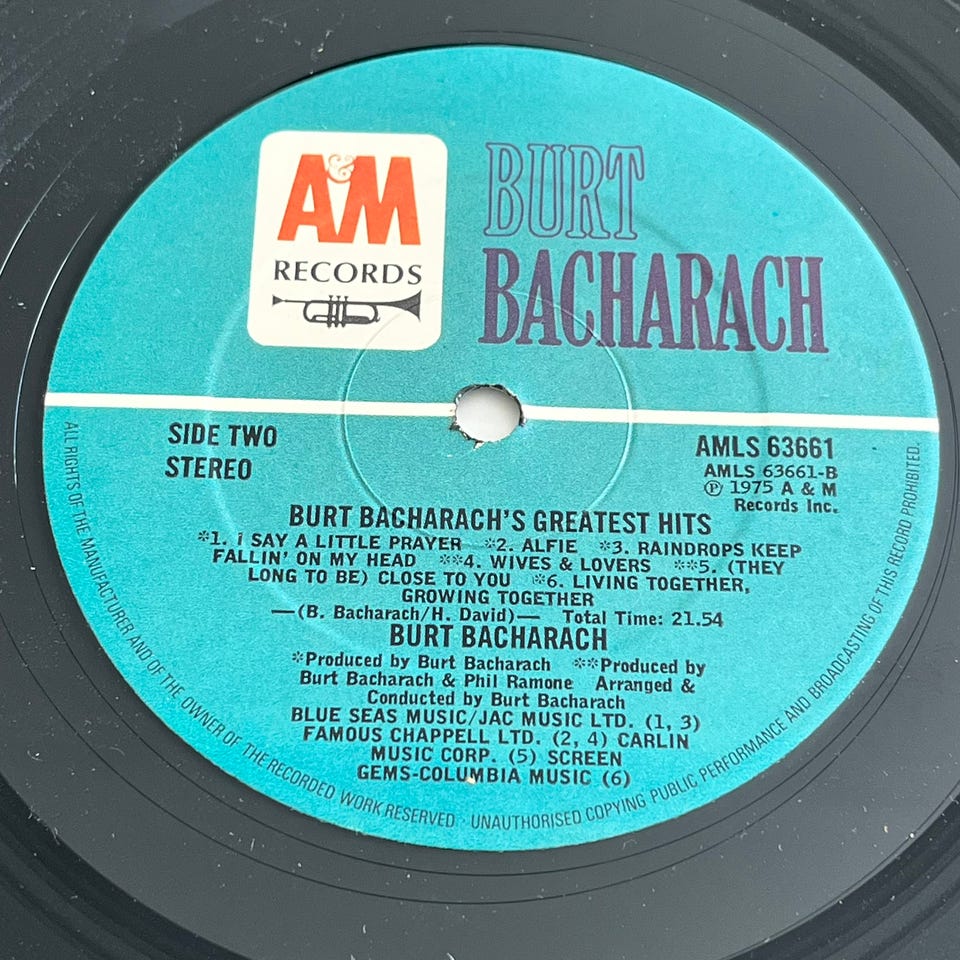 A&M
RECORDS
BURT
BACHARACH
SIDE TWO
STEREO
AMLS 63661
AMLS 63661-B
Ⓟ 1975 A & M
Records Inc.
BURT BACHARACH'S GREATEST HITS
*1. I SAY A LITTLE PRAYER *2. ALFIE *3. RAINDROPS KEEP
FALLIN' ON MY HEAD **4. WIVES & LOVERS **5. (THEY
LONG TO BE) CLOSE TO YOU *6. LIVING TOGETHER,
GROWING TOGETHER
—(B. Bacharach/H. David)— Total Time: 21.54
BURT BACHARACH
*Produced by Burt Bacharach **Produced by
Burt Bacharach & Phil Ramone Arranged &
Conducted by Burt Bacharach
BLUE SEAS MUSIC/JAC MUSIC LTD. (1, 3)
FAMOUS CHAPPELL LTD. (2, 4) CARLIN
MUSIC CORP. (5) SCREEN
GEMS-COLUMBIA MUSIC (6)
ALL RIGHTS OF THE MANUFACTURER AND OF THE OWNER OF THE RECORDED WORK RESERVED · UNAUTHORISED COPYING PUBLIC PERFORMANCE AND BROADCASTING OF THIS RECORD PROHIBITED.